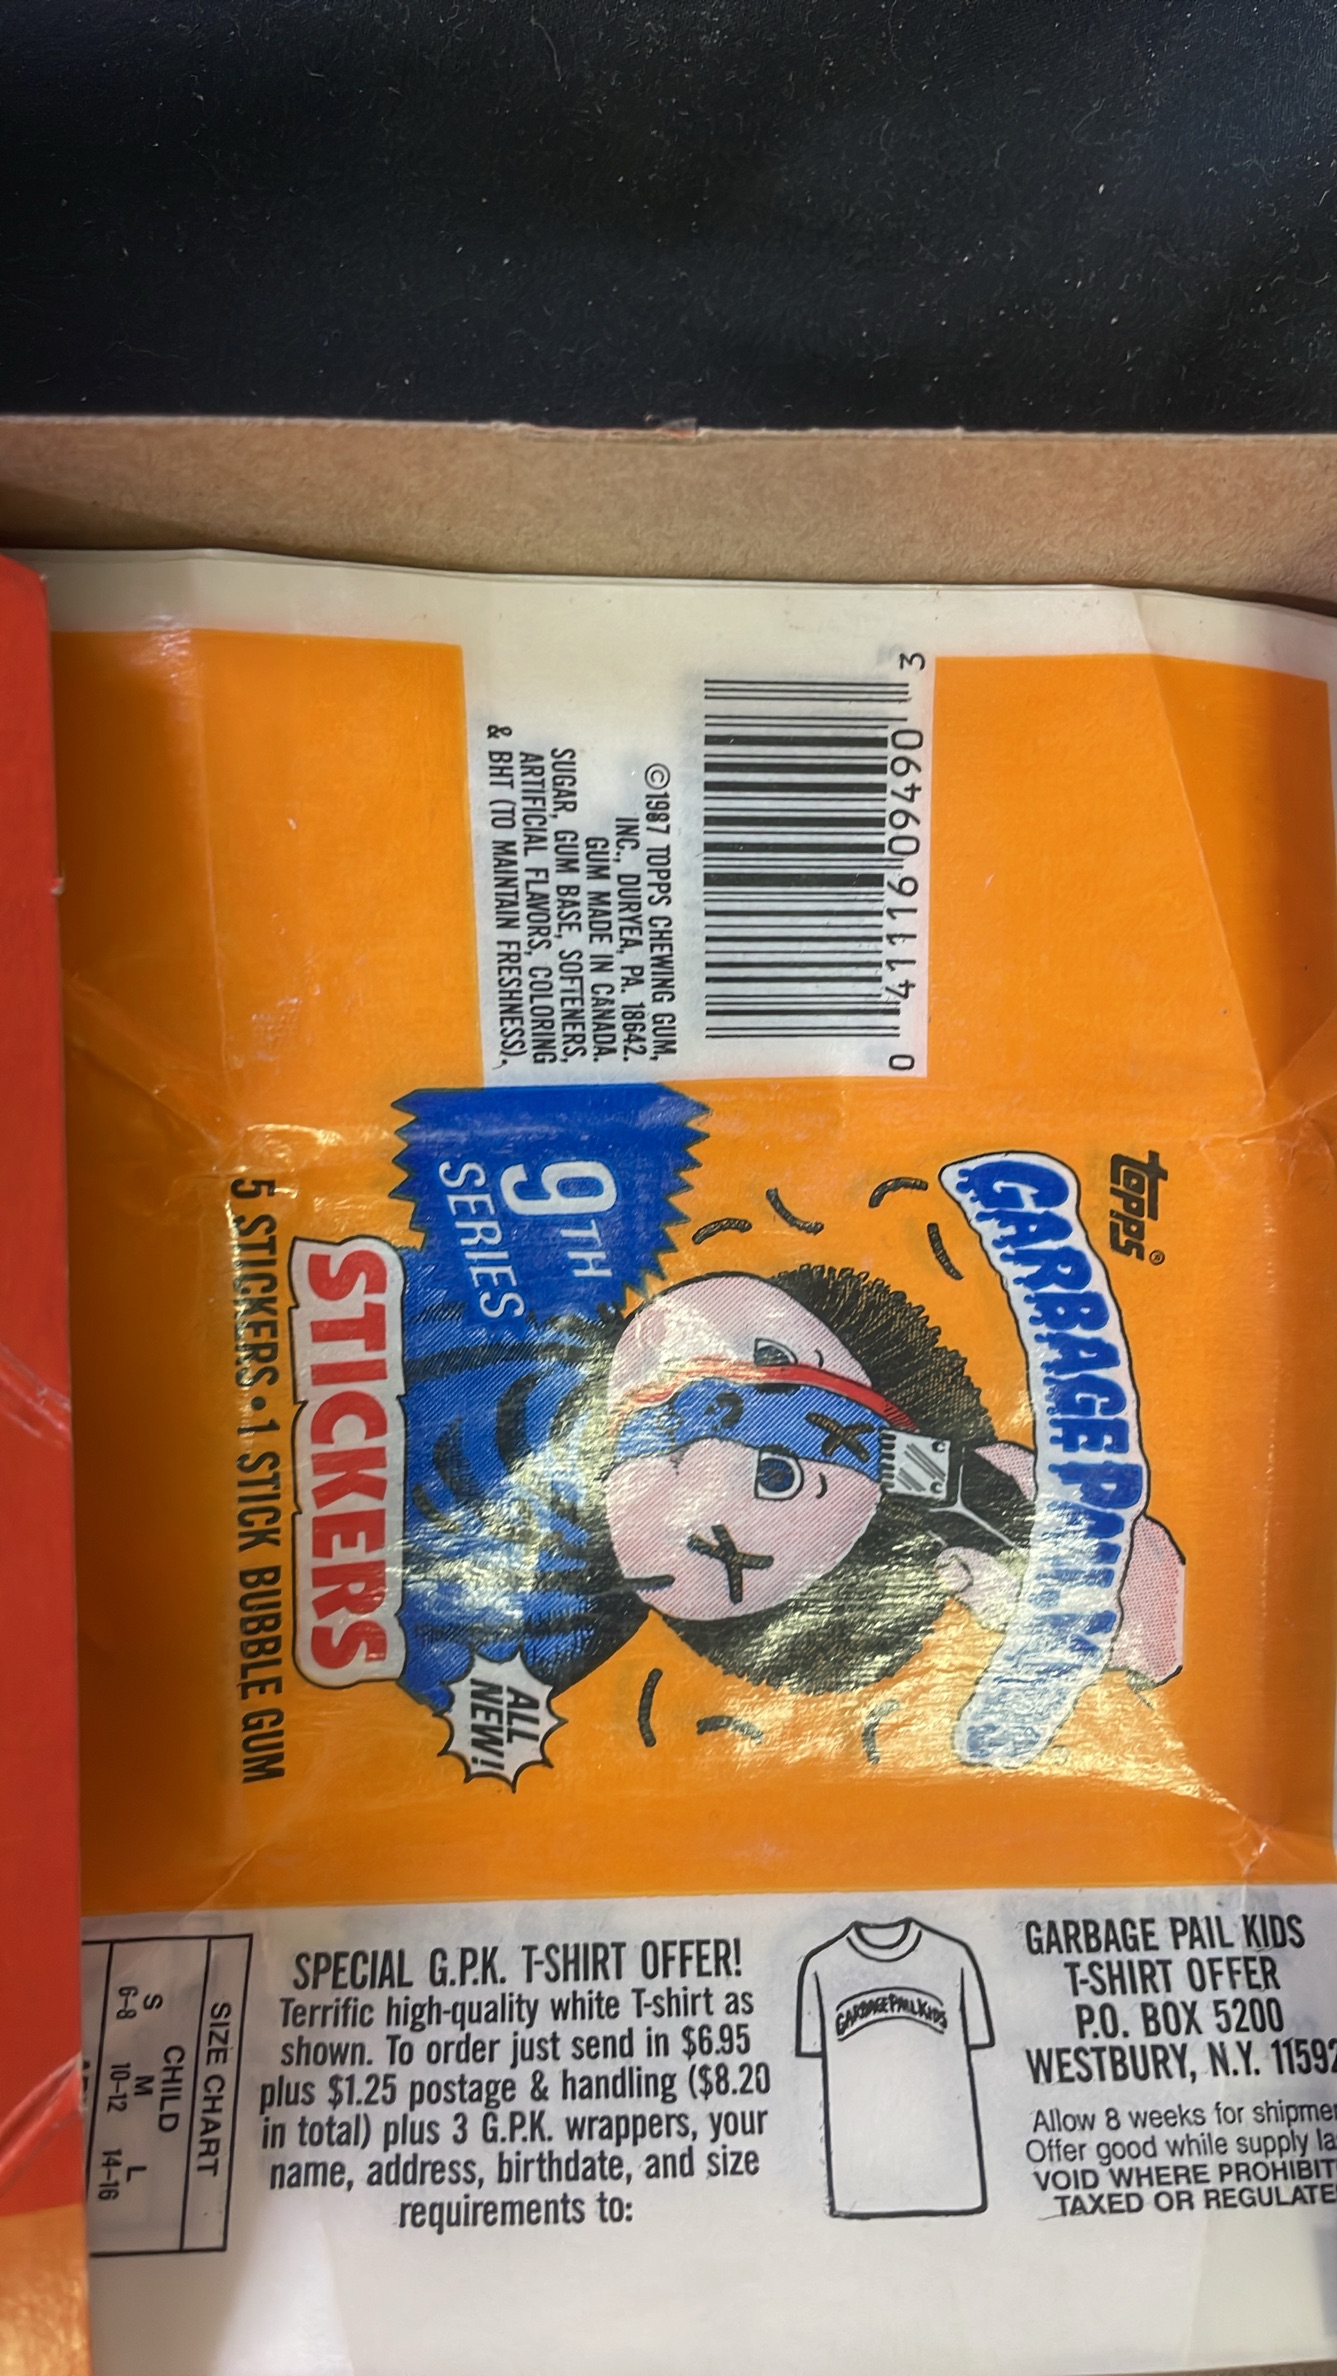 topps®
GARBAGE PAIL KIDS
9TH
SERIES
STICKERS
ALL
NEW!
5 STICKERS • 1 STICK BUBBLE GUM
3 06460 91114 0
©1987 TOPPS CHEWING GUM,
INC., DURYEA, PA. 18642.
GUM MADE IN CANADA.
SUGAR, GUM BASE, SOFTENERS,
ARTIFICIAL FLAVORS, COLORING
& BHT (TO MAINTAIN FRESHNESS).
SPECIAL G.P.K. T-SHIRT OFFER!
Terrific high-quality white T-shirt as
shown. To order just send in $6.95
plus $1.25 postage & handling ($8.20
in total) plus 3 G.P.K. wrappers, your
name, address, birthdate, and size
requirements to:
GARBAGE PAIL KIDS
GARBAGE PAIL KIDS
T-SHIRT OFFER
P.O. BOX 5200
WESTBURY, N.Y. 11592
Allow 8 weeks for
Offer good while supply
VOID WHERE
TAXED OR
SIZE CHART
CHILD
S M L
6-8 10-12 14-16